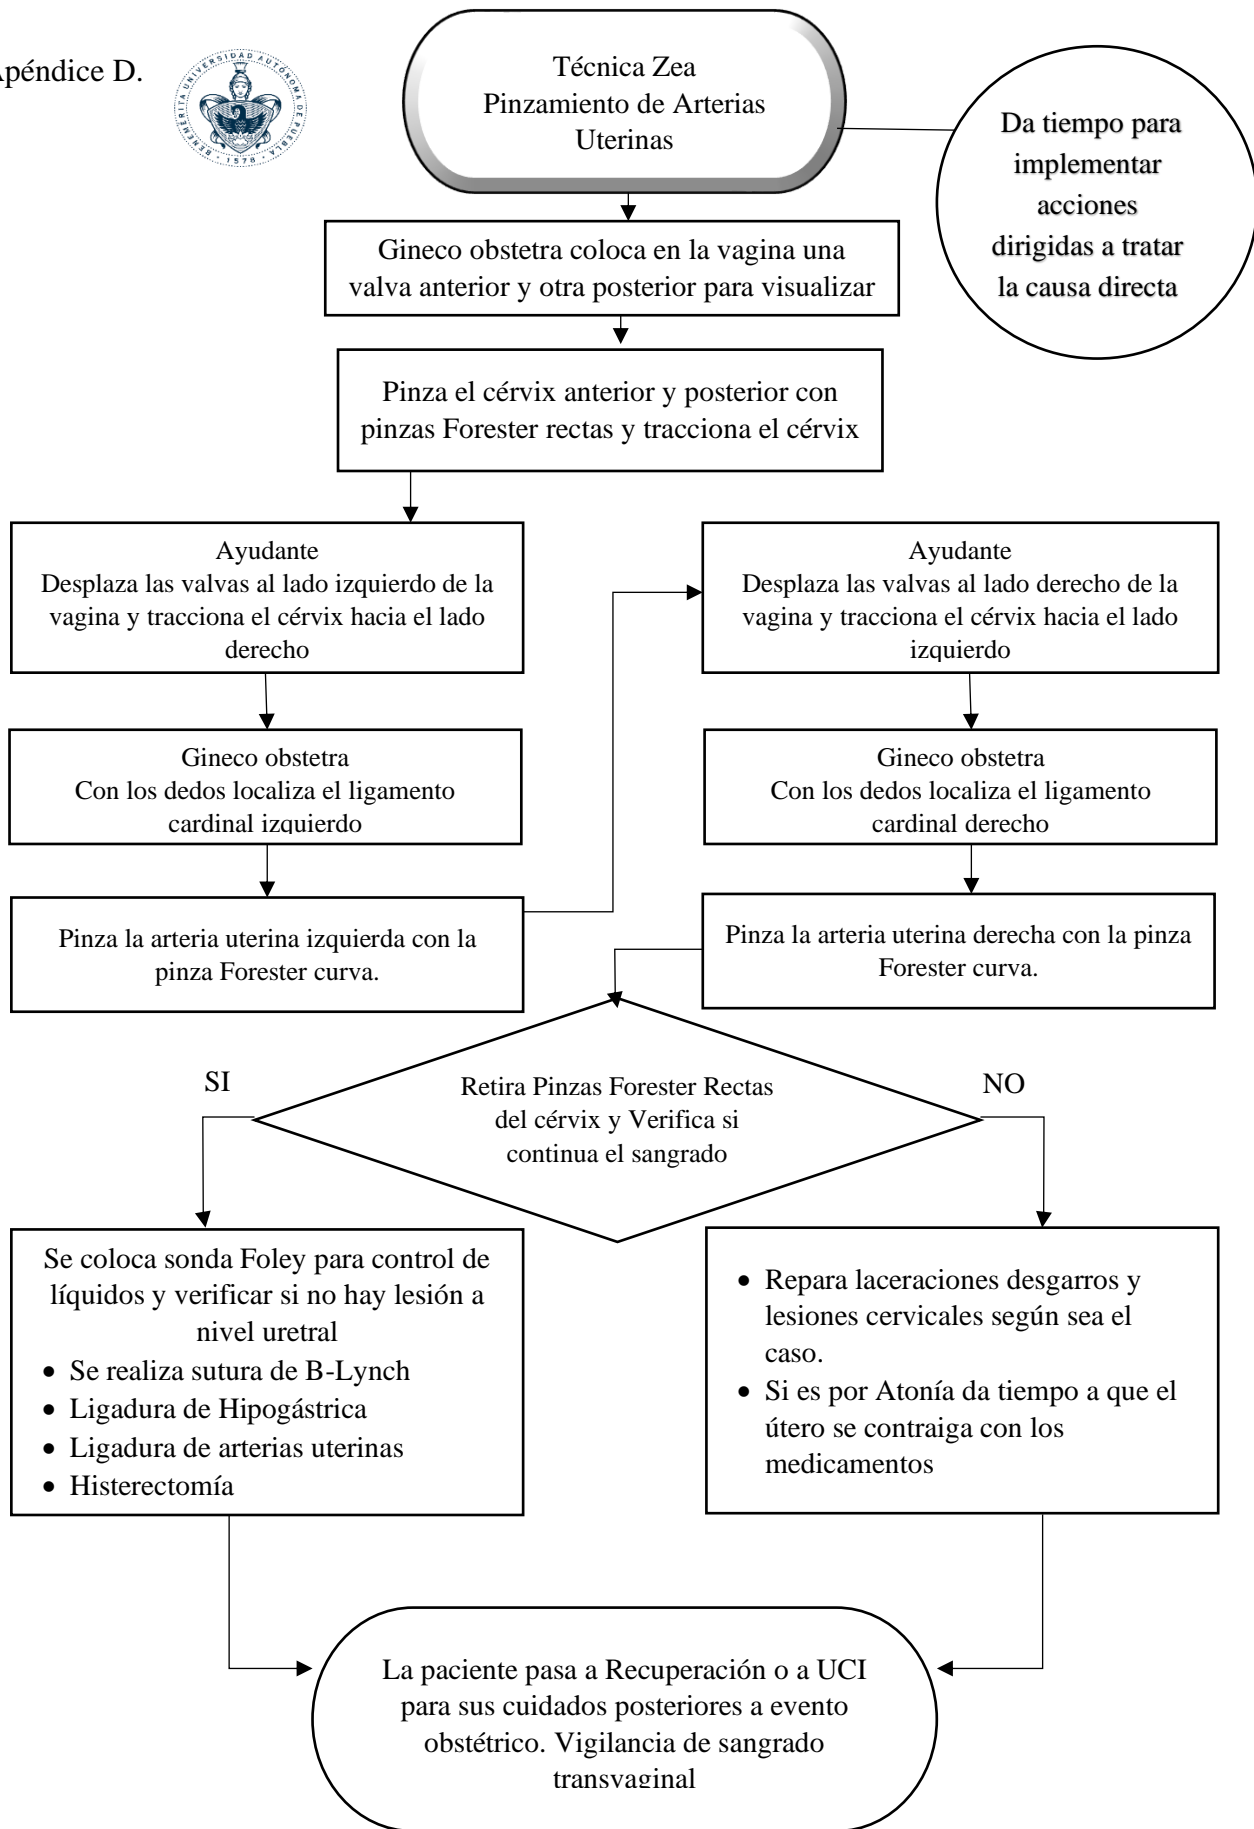 Apéndice D.
BENEMÉRITA UNIVERSIDAD AUTÓNOMA DE PUEBLA
1578
Técnica Zea
Pinzamiento de Arterias
Uterinas
Da tiempo para
implementar
acciones
dirigidas a tratar
la causa directa
Gineco obstetra coloca en la vagina una
valva anterior y otra posterior para visualizar
Pinza el cérvix anterior y posterior con
pinzas Forester rectas y tracciona el cérvix
Ayudante
Desplaza las valvas al lado izquierdo de la
vagina y tracciona el cérvix hacia el lado
derecho
Gineco obstetra
Con los dedos localiza el ligamento
cardinal izquierdo
Pinza la arteria uterina izquierda con la
pinza Forester curva.
Ayudante
Desplaza las valvas al lado derecho de la
vagina y tracciona el cérvix hacia el lado
izquierdo
Gineco obstetra
Con los dedos localiza el ligamento
cardinal derecho
Pinza la arteria uterina derecha con la pinza
Forester curva.
Retira Pinzas Forester Rectas
del cérvix y Verifica si
continua el sangrado
SI
NO
Se coloca sonda Foley para control de
líquidos y verificar si no hay lesión a
nivel uretral
• Se realiza sutura de B-Lynch
• Ligadura de Hipogástrica
• Ligadura de arterias uterinas
• Histerectomía
• Repara laceraciones desgarros y
lesiones cervicales según sea el
caso.
• Si es por Atonía da tiempo a que el
útero se contraiga con los
medicamentos
La paciente pasa a Recuperación o a UCI
para sus cuidados posteriores a evento
obstétrico. Vigilancia de sangrado
transvaginal